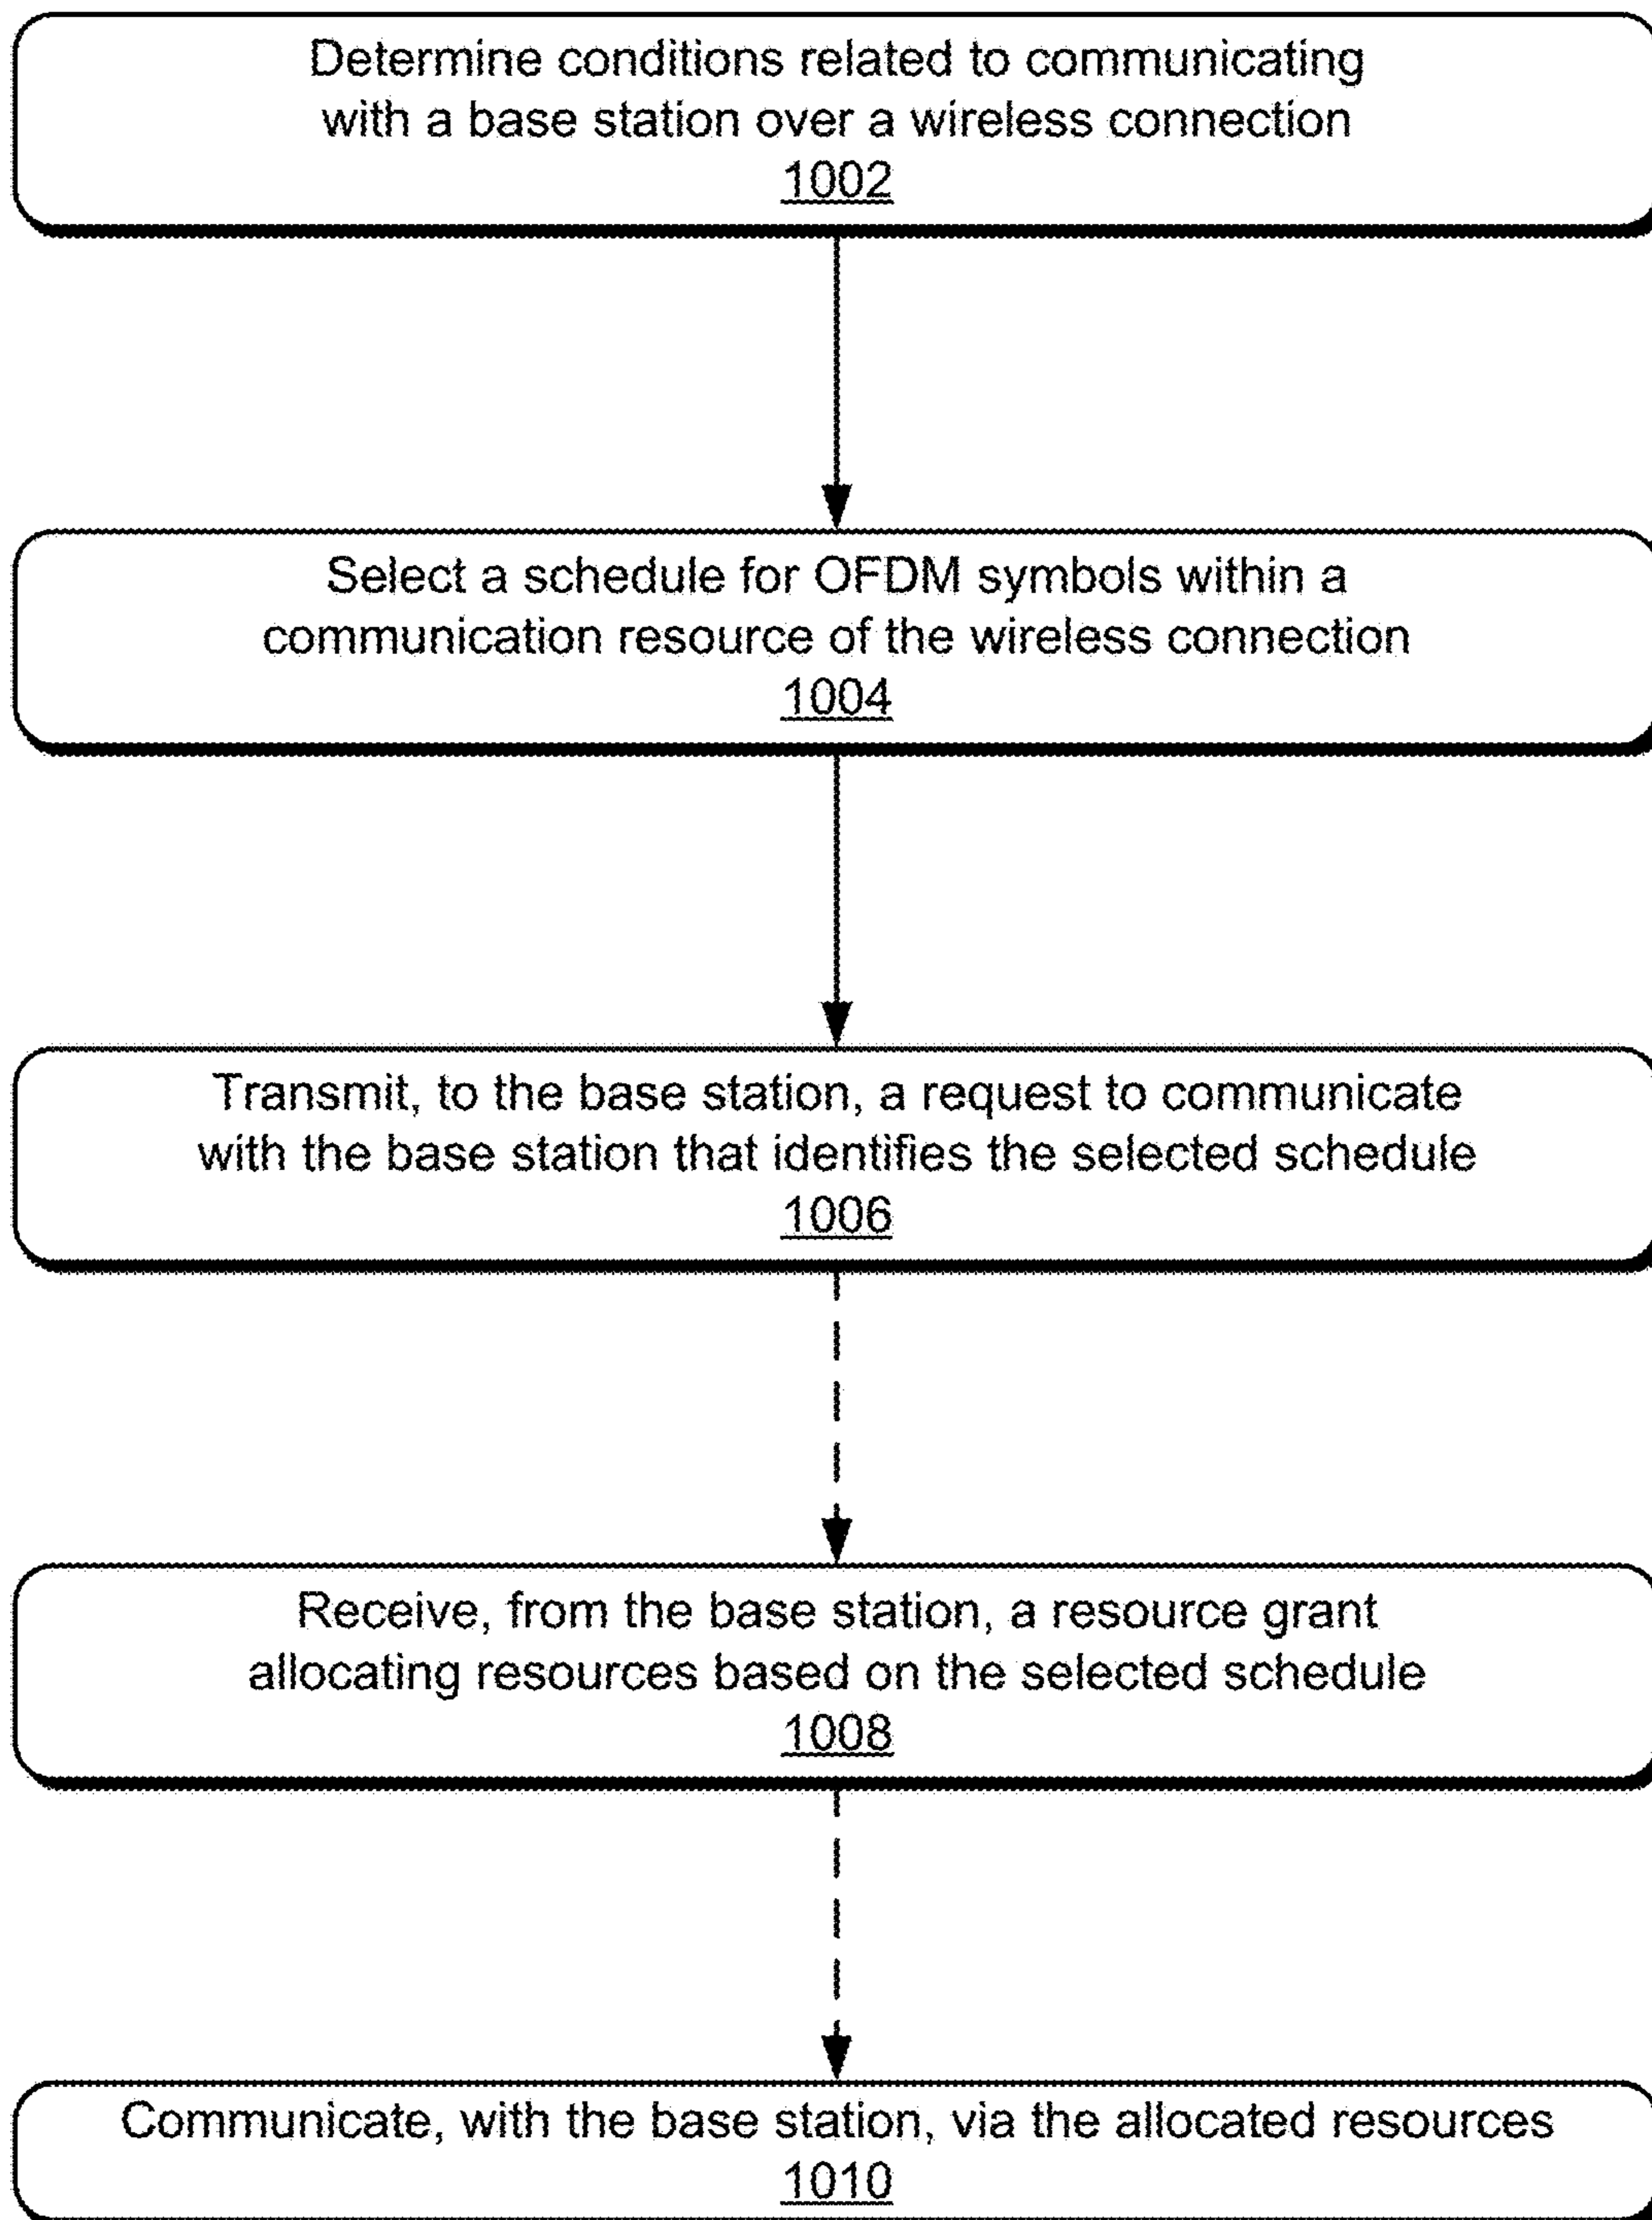 Determine conditions related to communicating
with a base station over a wireless connection
1002
Select a schedule for OFDM symbols within a
communication resource of the wireless connection
1004
Transmit, to the base station, a request to communicate
with the base station that identifies the selected schedule
1006
Receive, from the base station, a resource grant
allocating resources based on the selected schedule
1008
Communicate, with the base station, via the allocated resources
1010